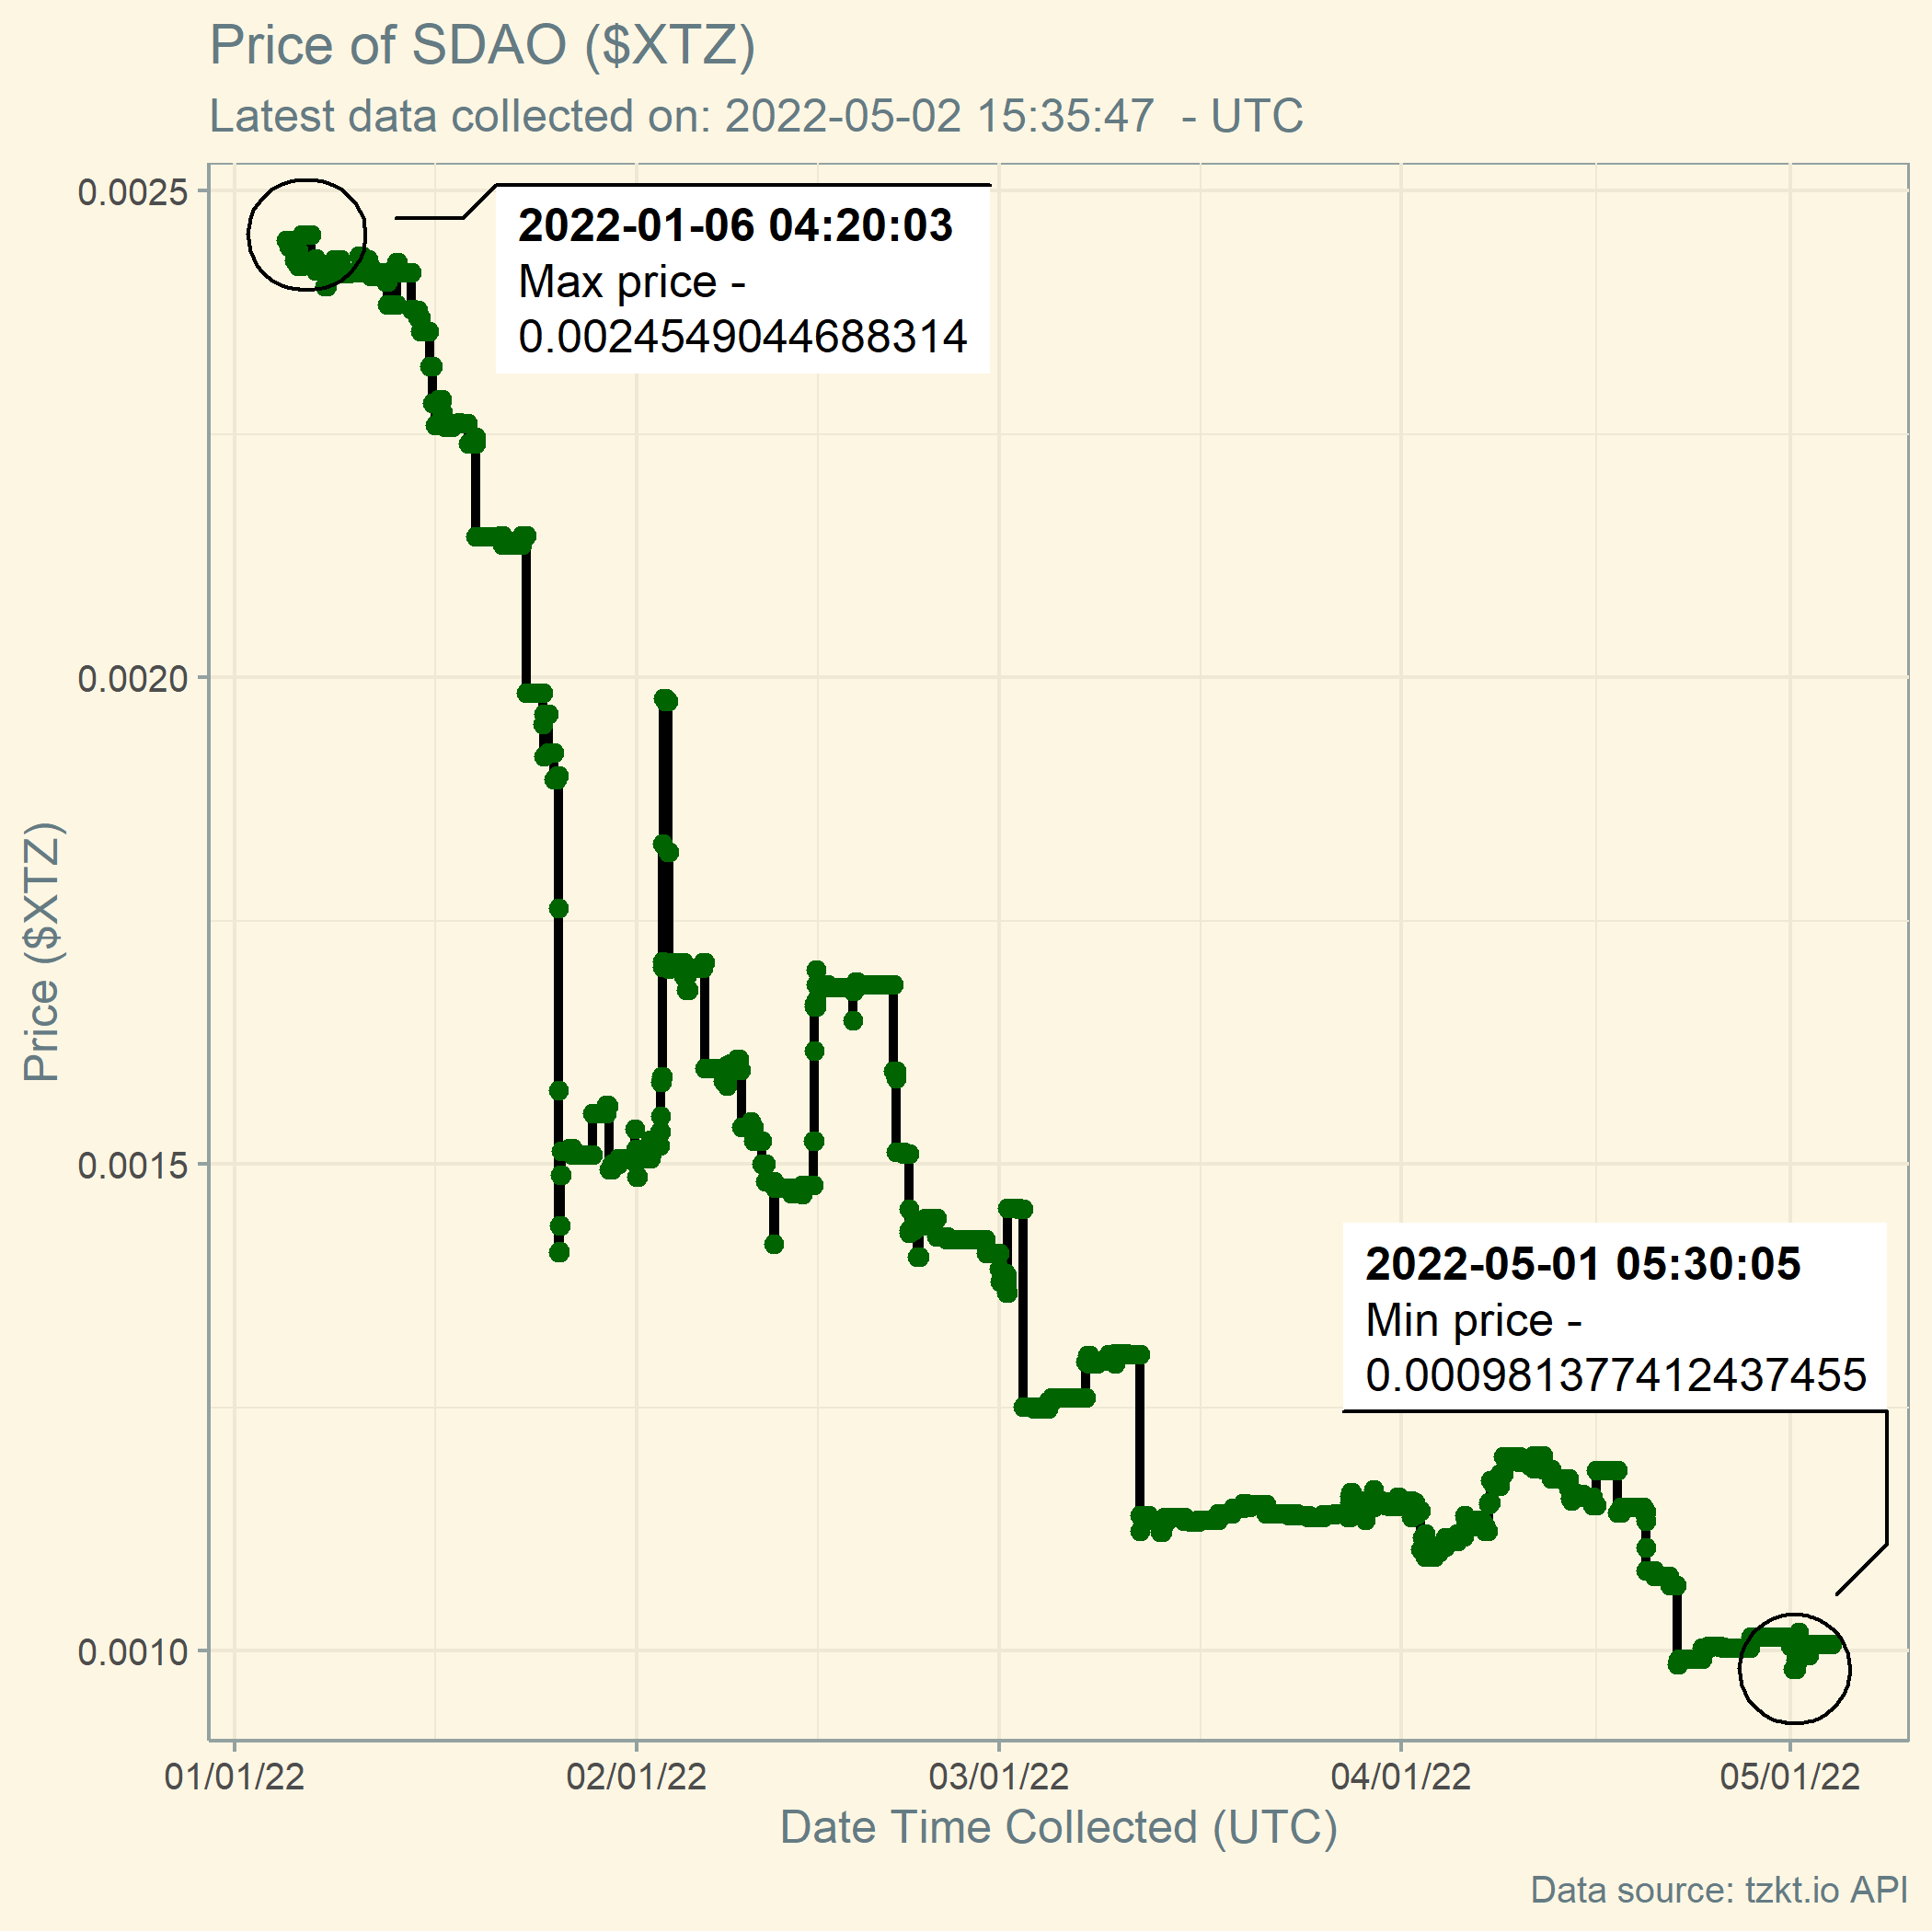 Price of SDAO ($XTZ)
Latest data collected on: 2022-05-02 15:35:47  - UTC
0.0025
0.0020
0.0015
0.0010
Price ($XTZ)
2022-01-06 04:20:03
Max price -
0.0024549044688314
2022-05-01 05:30:05
Min price -
0.000981377412437455
01/01/22
02/01/22
03/01/22
04/01/22
05/01/22
Date Time Collected (UTC)
Data source: tzkt.io API